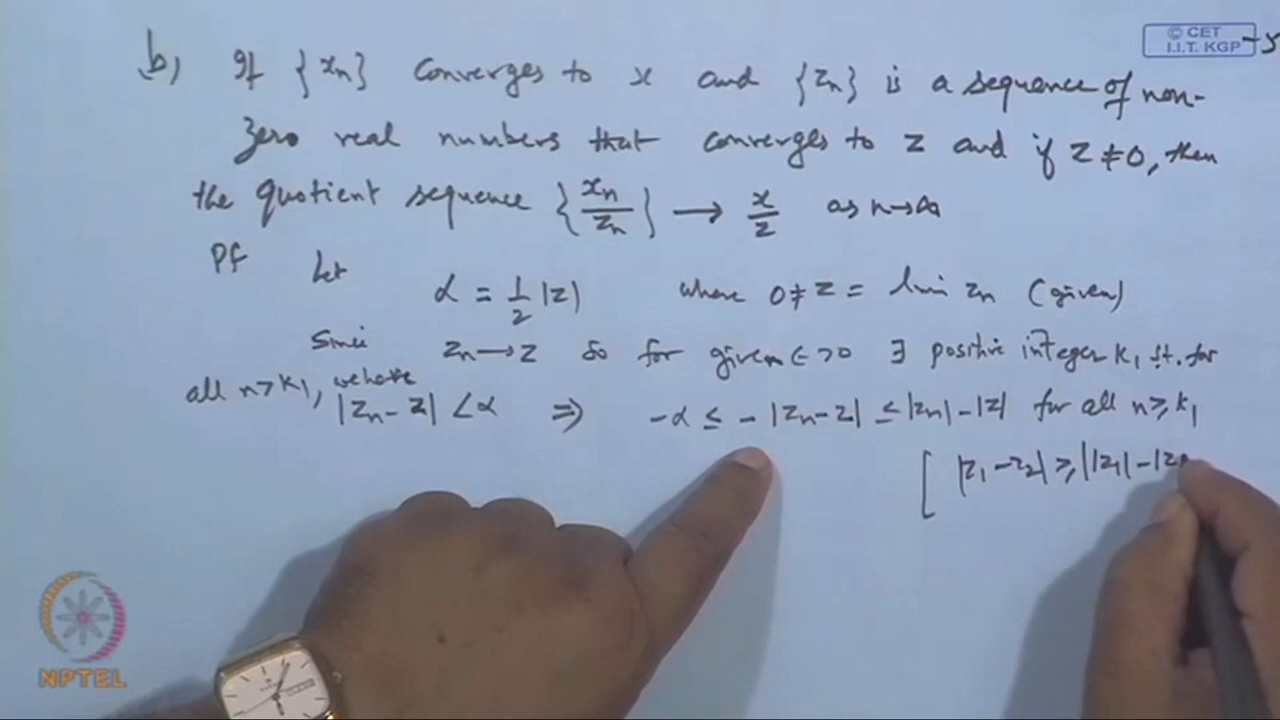 © CET
I.I.T. KGP
b) If {xn} converges to x and {zn} is a sequence of non-
zero real numbers that converges to z and if z ≠ 0, then
the quotient sequence {xn/zn} → x/z as n→∞
Pf Let α = 1/2 |z| where 0 ≠ z = lim zn (given)
Since zn → z so for given ε > 0 ∃ positive integer K1 s.t. for
all n ≥ K1, we have
|zn - z| < α ⇒ -α ≤ - |zn - z| ≤ |zn| - |z| for all n ≥ K1
[ |z1 - z2| ≥ ||z1| - |z2
NPTEL